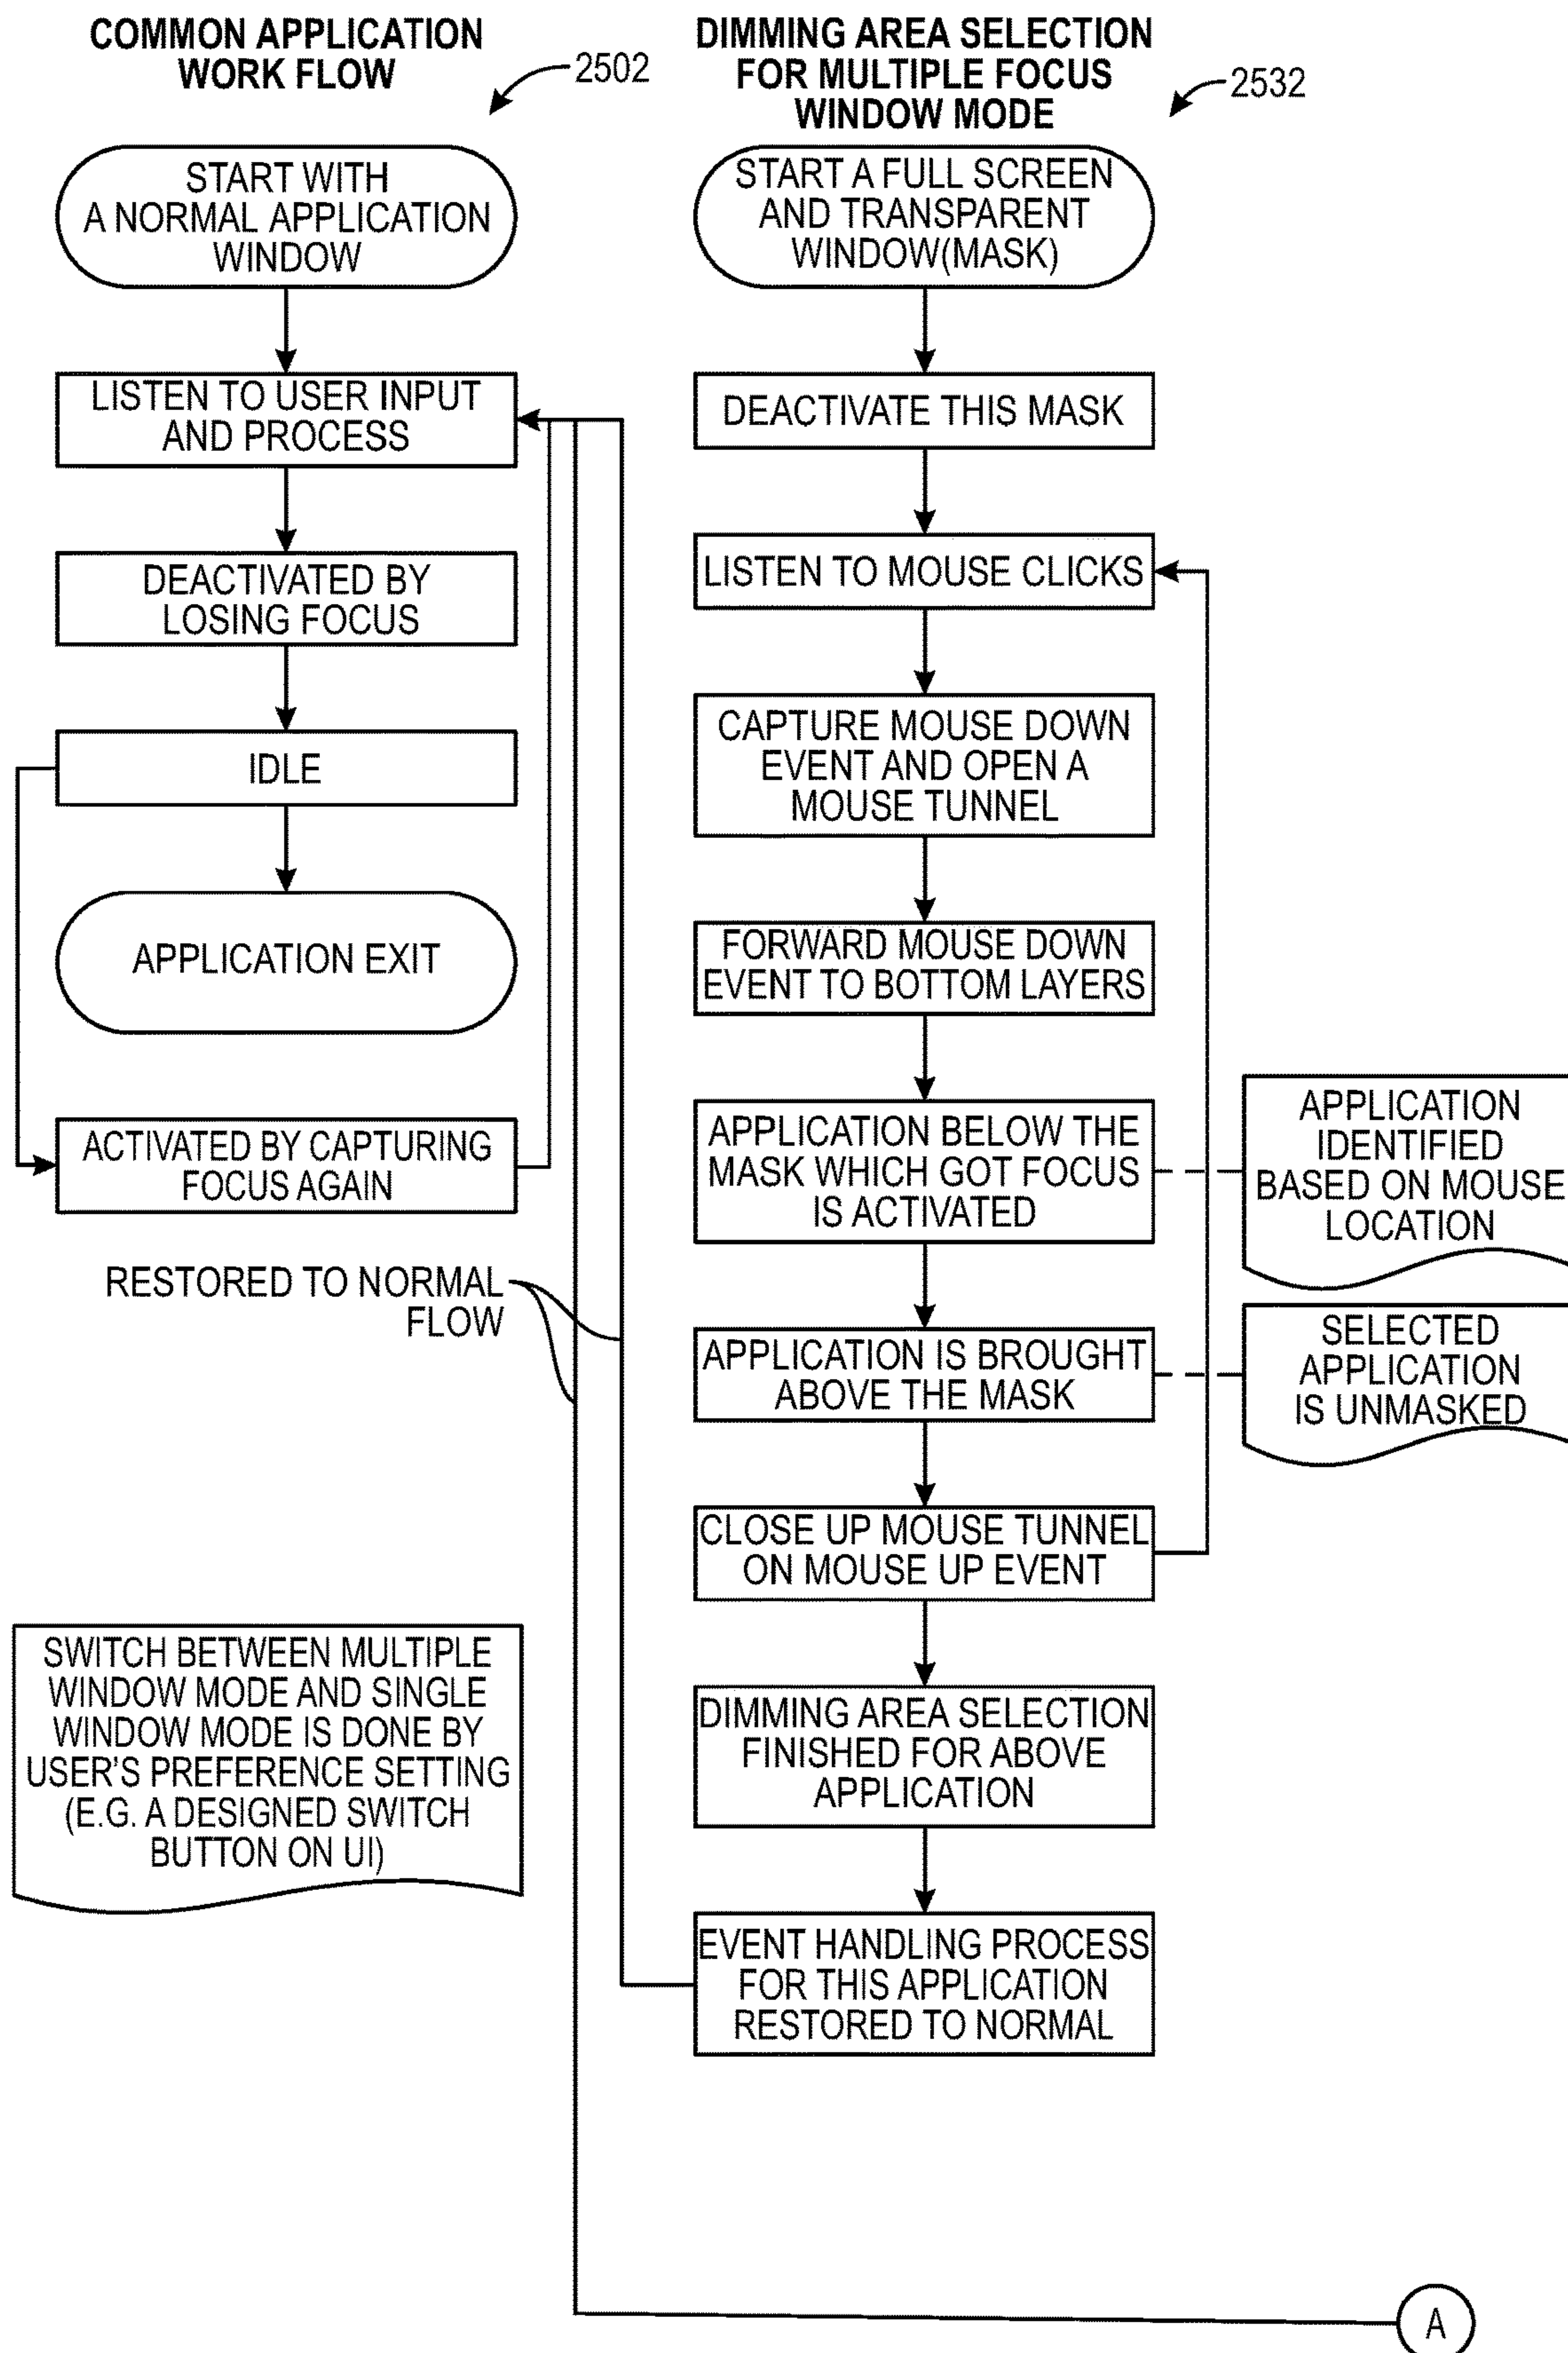 COMMON APPLICATION
WORK FLOW
2502
START WITH
A NORMAL APPLICATION
WINDOW
LISTEN TO USER INPUT
AND PROCESS
DEACTIVATED BY
LOSING FOCUS
IDLE
APPLICATION EXIT
ACTIVATED BY CAPTURING
FOCUS AGAIN
RESTORED TO NORMAL
FLOW
SWITCH BETWEEN MULTIPLE
WINDOW MODE AND SINGLE
WINDOW MODE IS DONE BY
USER'S PREFERENCE SETTING
(E.G. A DESIGNED SWITCH
BUTTON ON UI)
DIMMING AREA SELECTION
FOR MULTIPLE FOCUS
WINDOW MODE
2532
START A FULL SCREEN
AND TRANSPARENT
WINDOW(MASK)
DEACTIVATE THIS MASK
LISTEN TO MOUSE CLICKS
CAPTURE MOUSE DOWN
EVENT AND OPEN A
MOUSE TUNNEL
FORWARD MOUSE DOWN
EVENT TO BOTTOM LAYERS
APPLICATION BELOW THE
MASK WHICH GOT FOCUS
IS ACTIVATED
APPLICATION
IDENTIFIED
BASED ON MOUSE
LOCATION
APPLICATION IS BROUGHT
ABOVE THE MASK
SELECTED
APPLICATION
IS UNMASKED
CLOSE UP MOUSE TUNNEL
ON MOUSE UP EVENT
DIMMING AREA SELECTION
FINISHED FOR ABOVE
APPLICATION
EVENT HANDLING PROCESS
FOR THIS APPLICATION
RESTORED TO NORMAL
A